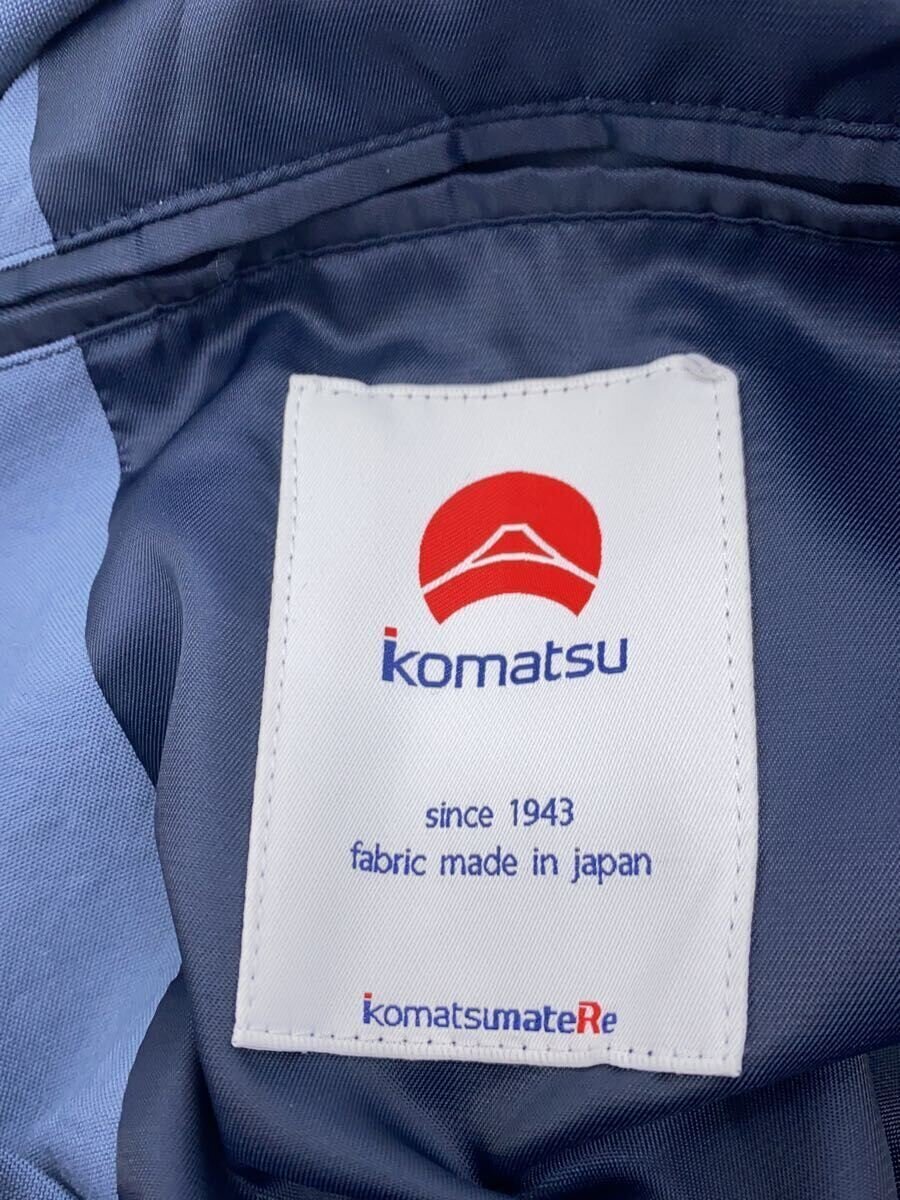 komatsu
since 1943
fabric made in japan
komatsumateRe